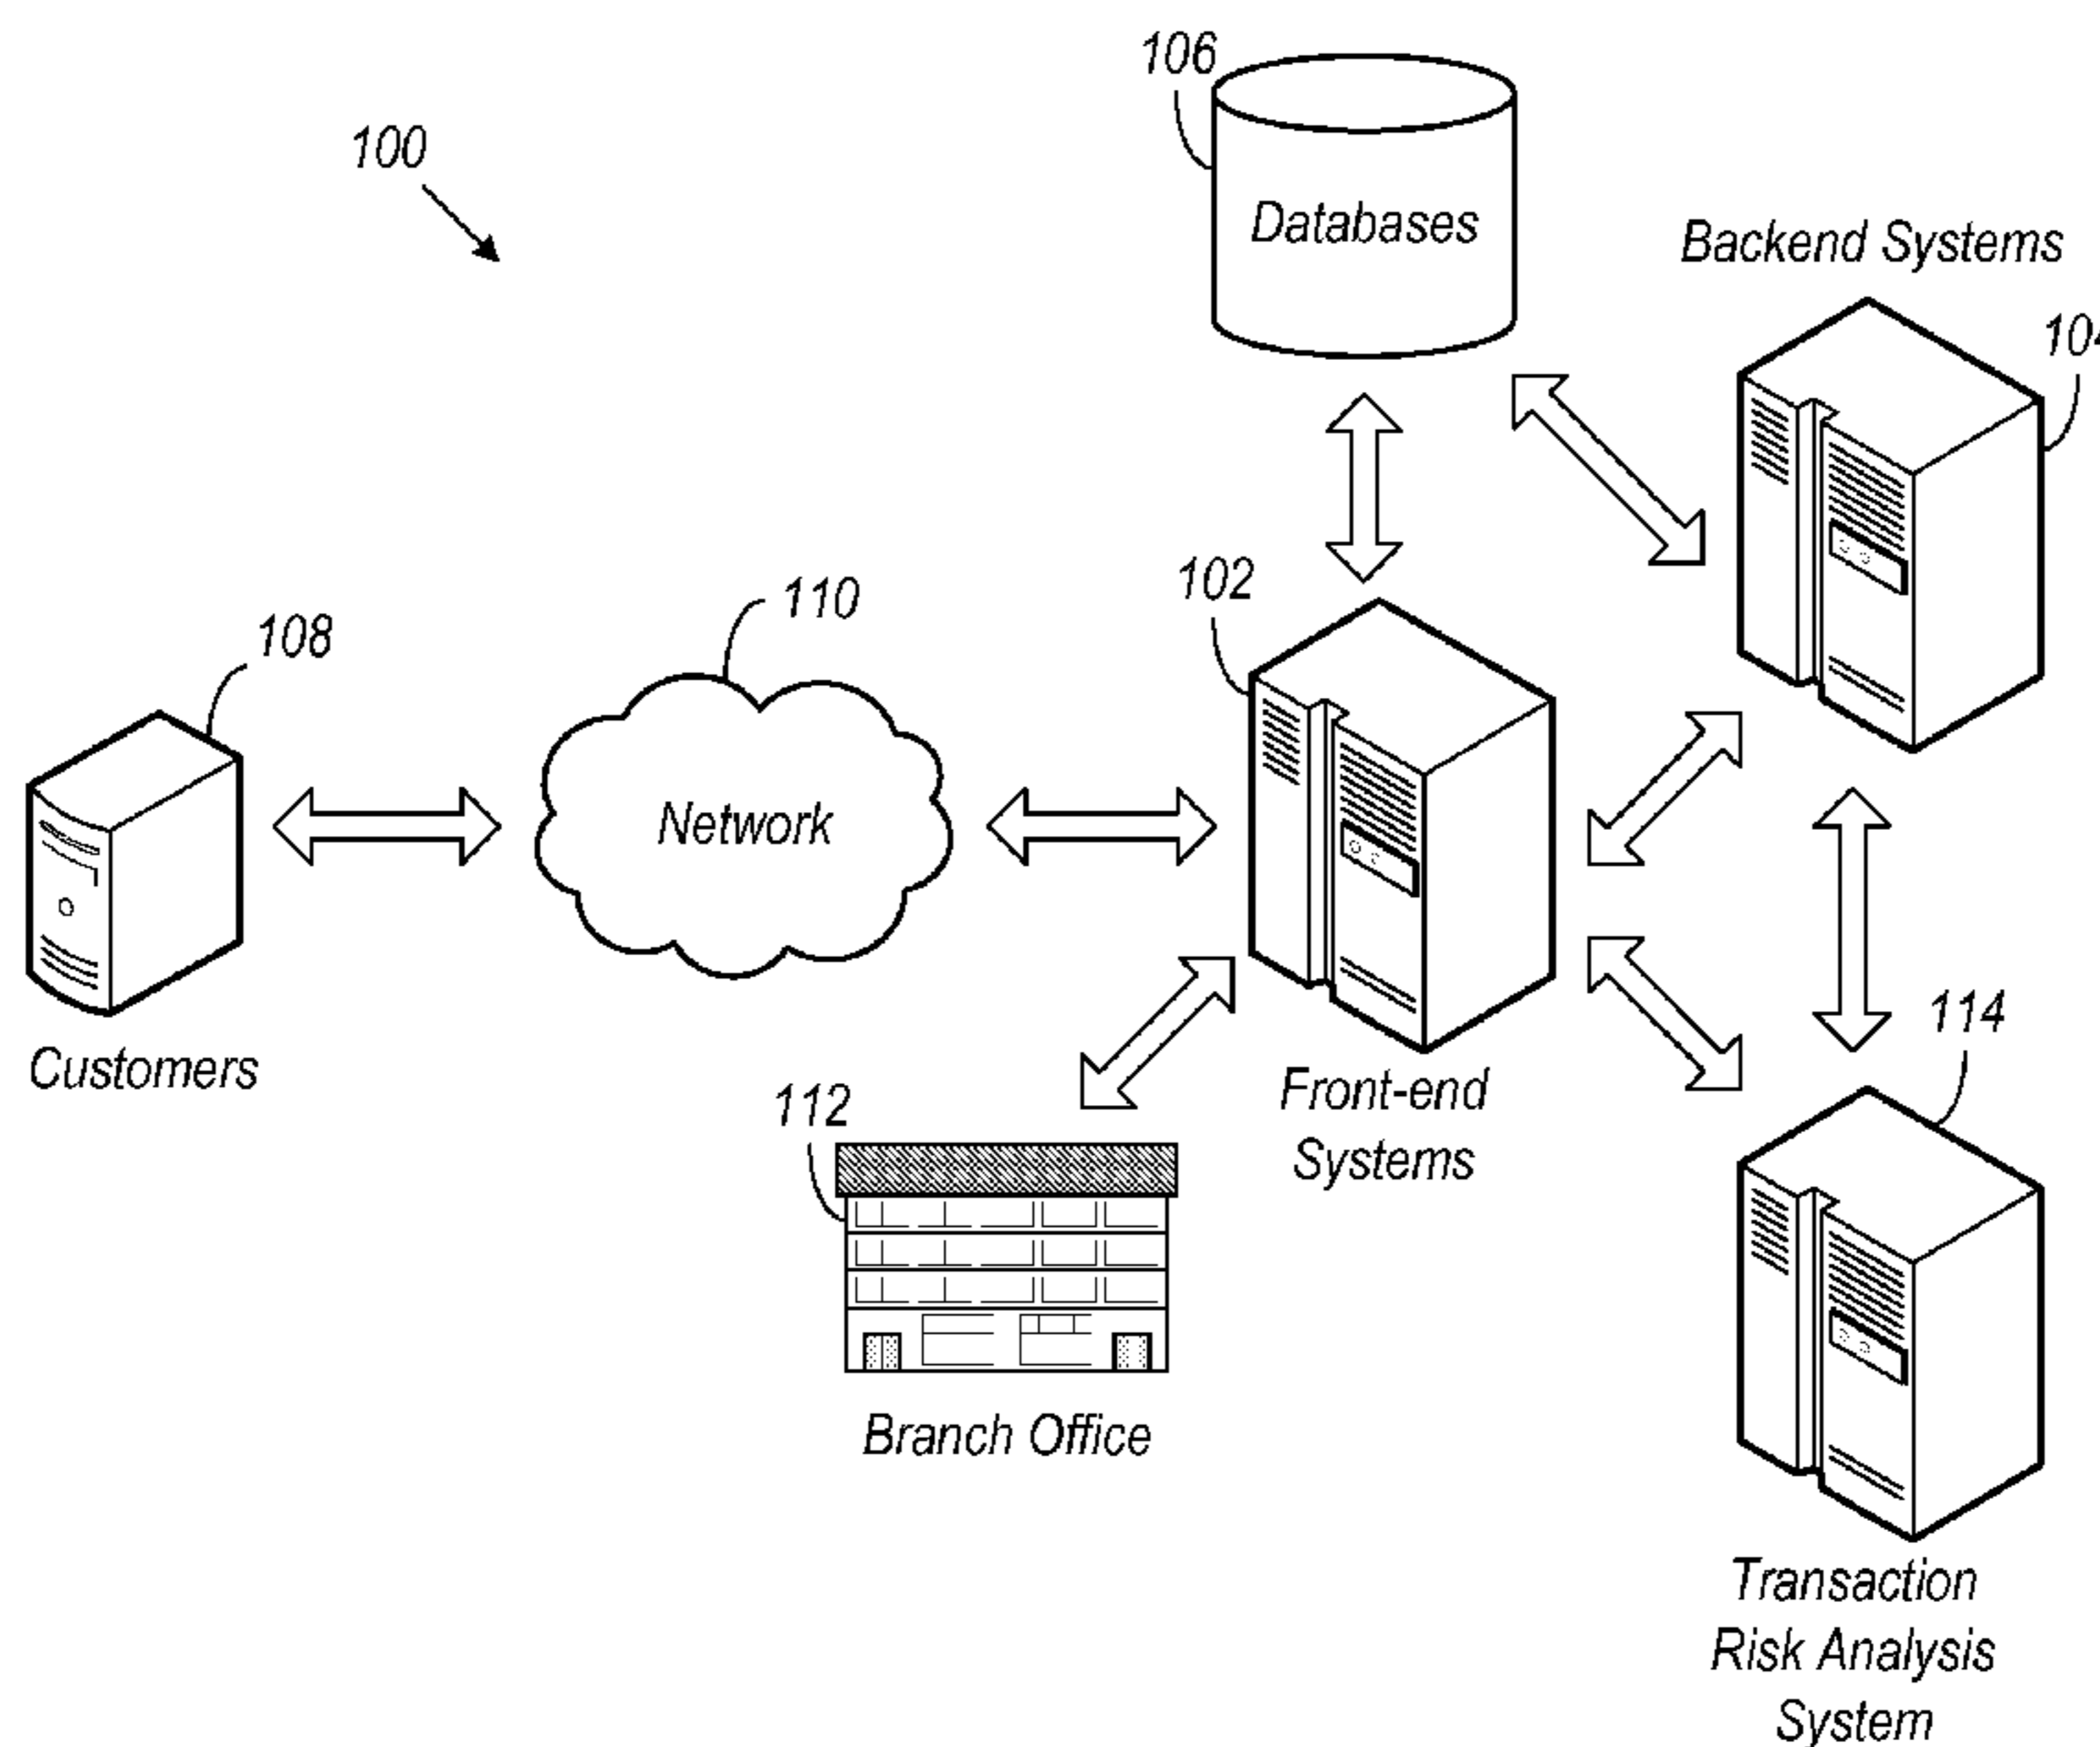 106
100
Databases
Backend Systems
104
102
110
108
Network
114
Customers
112
Front-end
Systems
Branch Office
Transaction
Risk Analysis
System